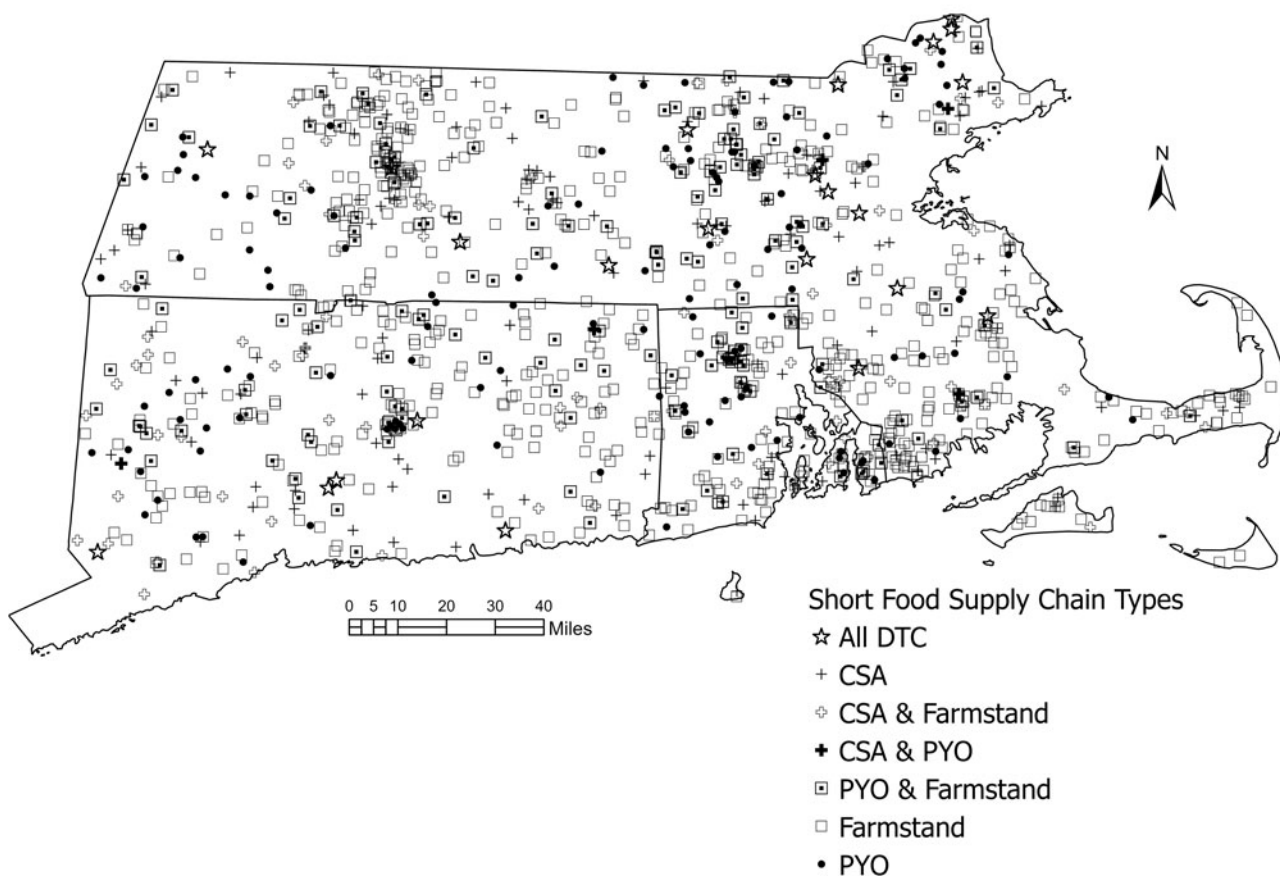 N
0 5 10 20 30 40
Miles
Short Food Supply Chain Types
All DTC
CSA
CSA & Farmstand
CSA & PYO
PYO & Farmstand
Farmstand
PYO